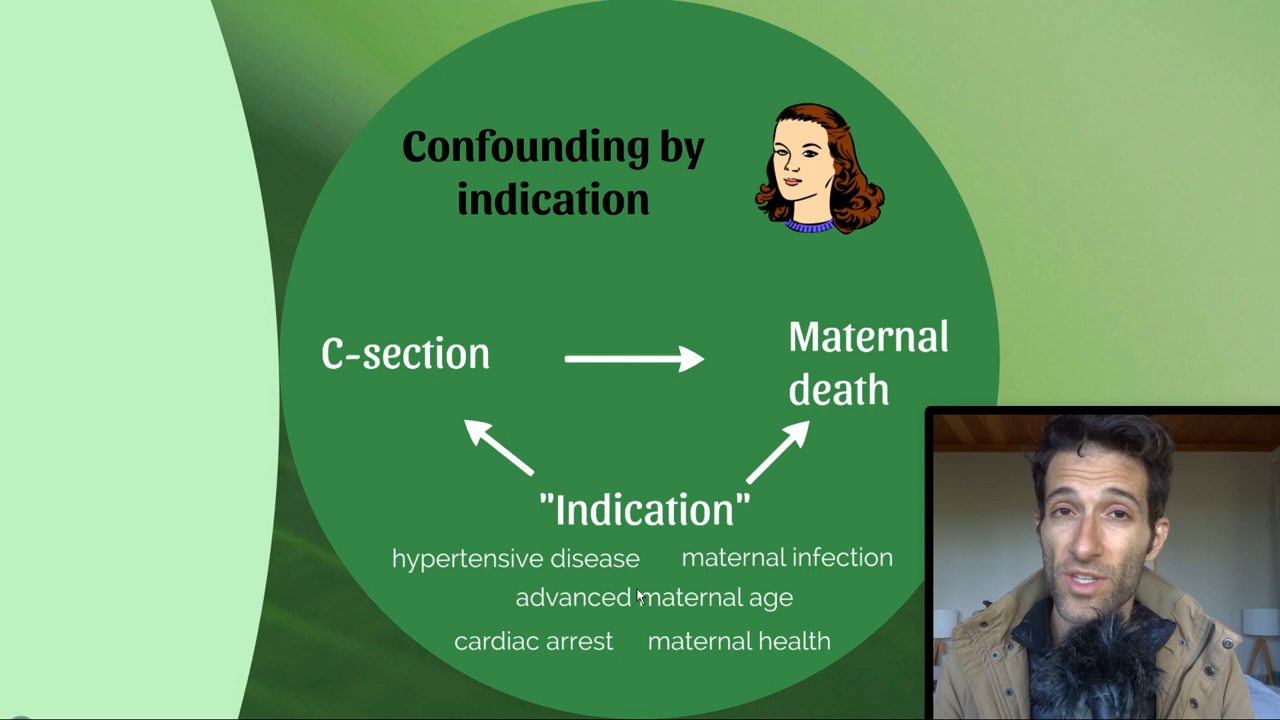 Confounding by
indication
C-section
Maternal
death
"Indication"
hypertensive disease maternal infection
advanced maternal age
cardiac arrest maternal health